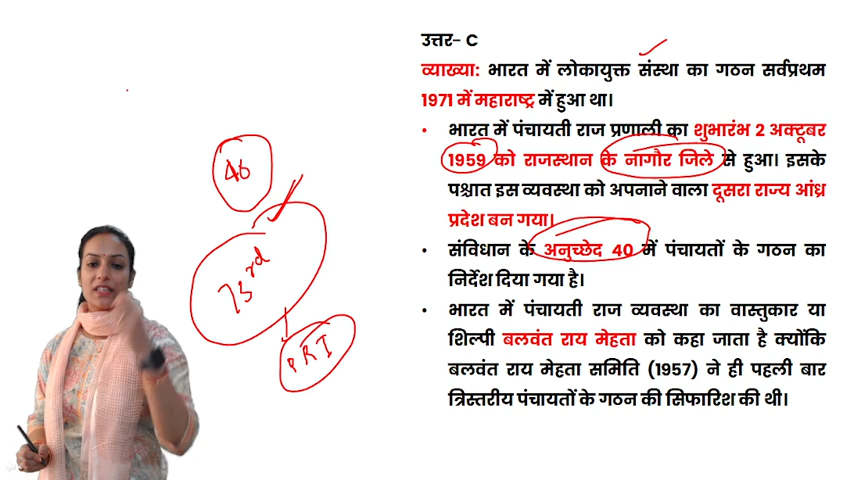 उत्तर– C
व्याख्या: भारत में लोकायुक्त संस्था का गठन सर्वप्रथम
1971 में महाराष्ट्र में हुआ था।
• भारत में पंचायती राज प्रणाली का शुभारंभ 2 अक्टूबर
1959 को राजस्थान के नागौर जिले से हुआ। इसके
पश्चात इस व्यवस्था को अपनाने वाला दूसरा राज्य आंध्र
प्रदेश बन गया।
• संविधान के अनुच्छेद 40 में पंचायतों के गठन का
निर्देश दिया गया है।
• भारत में पंचायती राज व्यवस्था का वास्तुकार या
शिल्पी बलवंत राय मेहता को कहा जाता है क्योंकि
बलवंत राय मेहता समिति (1957) ने ही पहली बार
त्रिस्तरीय पंचायतों के गठन की सिफारिश की थी।
40
73rd
PRI